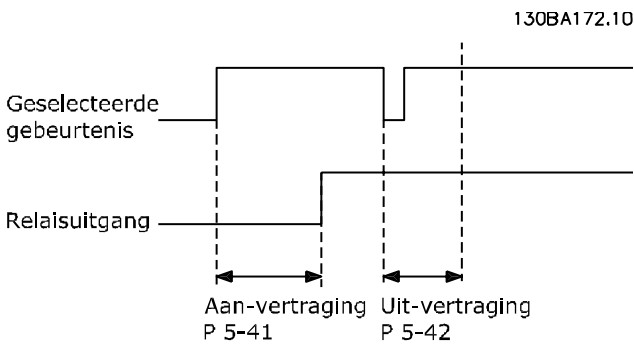 130BA172.10
Geselecteerde
gebeurtenis
Relaisuitgang
Aan-vertraging
P 5-41
Uit-vertraging
P 5-42